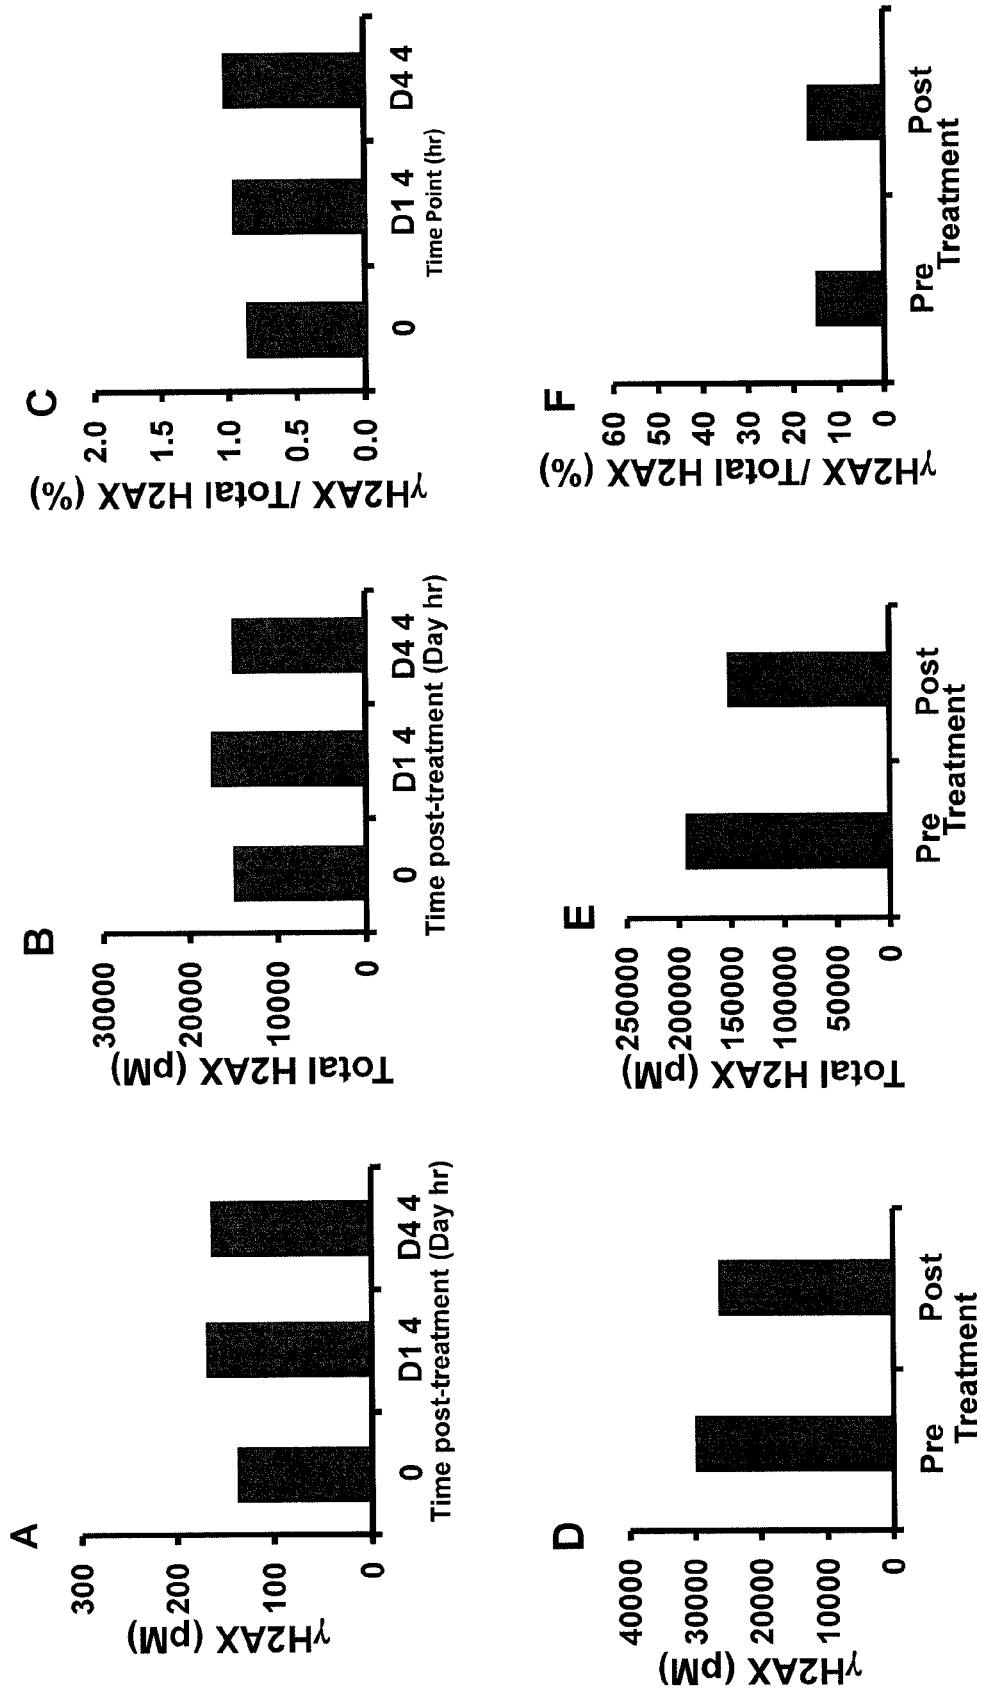 A
γH2AX (pM)
300
200
100
0
0 D1 4 D4 4
Time post-treatment (Day hr)
B
Total H2AX (pM)
30000
20000
10000
0
0 D1 4 D4 4
Time post-treatment (Day hr)
C
γH2AX /Total H2AX (%)
2.0
1.5
1.0
0.5
0.0
0 D1 4 D4 4
Time Point (hr)
D
γH2AX (pM)
40000
30000
20000
10000
0
Pre Post
Treatment
E
Total H2AX (pM)
250000
200000
150000
100000
50000
0
Pre Post
Treatment
F
γH2AX /Total H2AX (%)
60
50
40
30
20
10
0
Pre Post
Treatment